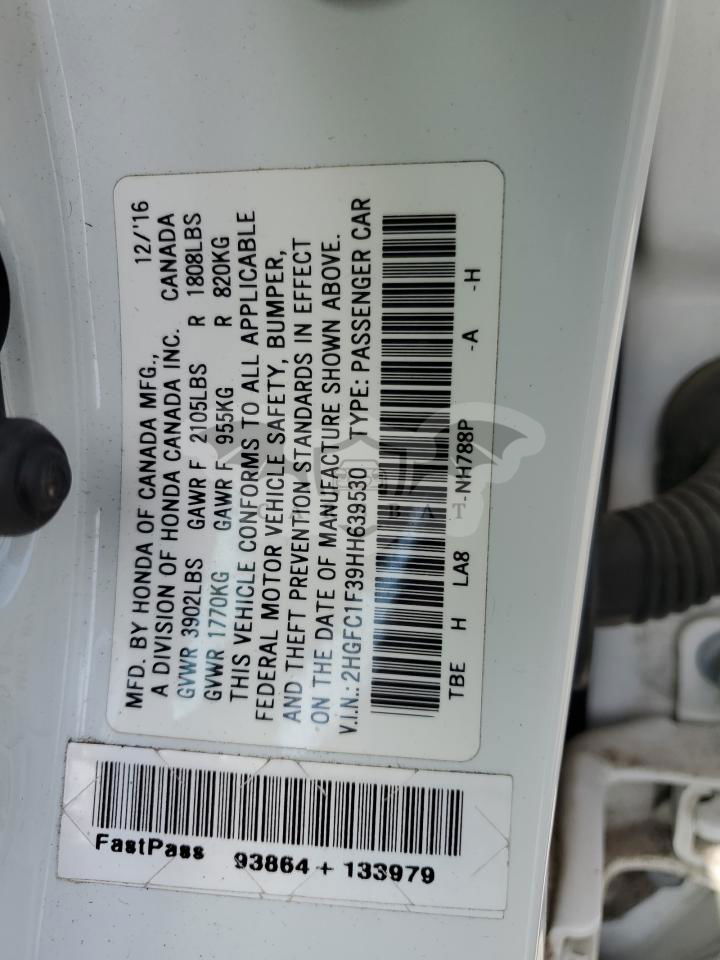 MFD. BY HONDA OF CANADA MFG., 12/'16
A DIVISION OF HONDA CANADA INC. CANADA
GVWR 3902LBS GAWR F 2105LBS R 1808LBS
GVWR 1770KG GAWR F 955KG R 820KG
THIS VEHICLE CONFORMS TO ALL APPLICABLE
FEDERAL MOTOR VEHICLE SAFETY, BUMPER,
AND THEFT PREVENTION STANDARDS IN EFFECT
ON THE DATE OF MANUFACTURE SHOWN ABOVE.
V.I.N.: 2HGFC1F39HH639530 TYPE: PASSENGER CAR
TBE H LA8 -NH788P -A -H
FastPass 93864 + 133979